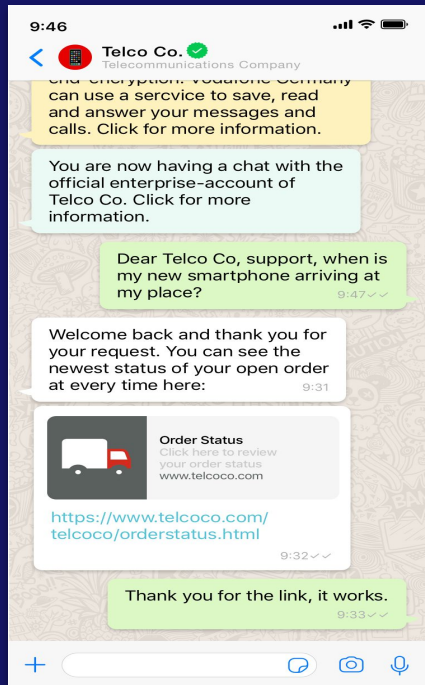 9:46
Telco Co.
Telecommunications Company
end-encryption. Vodafone Germany
can use a sercvice to save, read
and answer your messages and
calls. Click for more information.
You are now having a chat with the
official enterprise-account of
Telco Co. Click for more
information.
Dear Telco Co, support, when is
my new smartphone arriving at
my place?
9:47
Welcome back and thank you for
your request. You can see the
newest status of your open order
at every time here:
9:31
Order Status
Click here to review
your order status
www.telcoco.com
https://www.telcoco.com/
telcoco/orderstatus.html
9:32
Thank you for the link, it works.
9:33